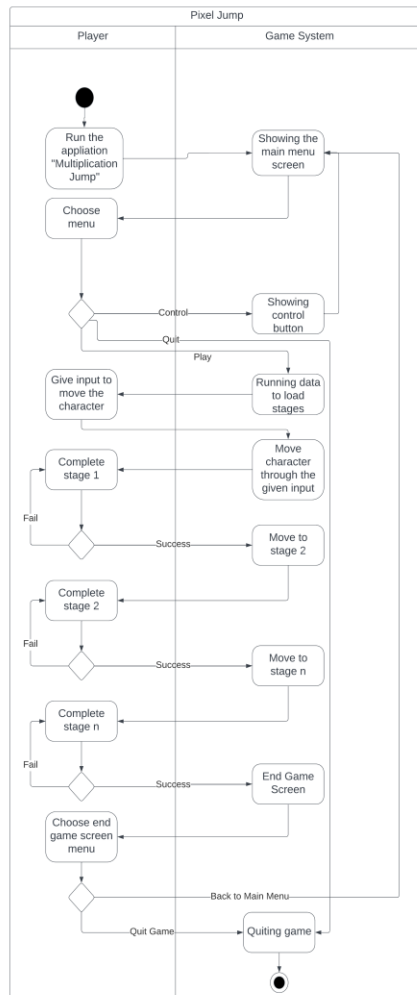 Pixel Jump
Player
Game System
Run the
appliation
"Multiplication
Jump"
Showing the
main menu
screen
Choose
menu
Control
Showing
control
button
Quit
Play
Give input to
move the
character
Running data
to load
stages
Move
character
through the
given input
Complete
stage 1
Fail
Success
Move to
stage 2
Complete
stage 2
Fail
Success
Move to
stage n
Complete
stage n
Fail
Success
End Game
Screen
Choose end
game screen
menu
Back to Main Menu
Quit Game
Quiting game